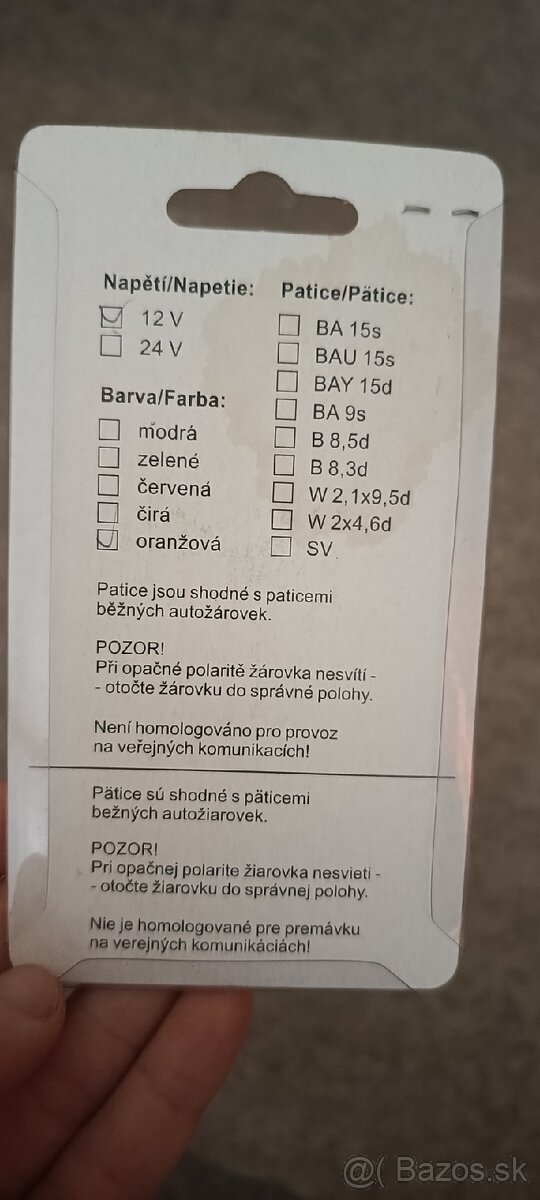 Napětí/Napetie:
12 V
24 V
Barva/Farba:
modrá
zelené
červená
čirá
oranžová
Patice/Pätice:
BA 15s
BAU 15s
BAY 15d
BA 9s
B 8,5d
B 8,3d
W 2,1x9,5d
W 2x4,6d
SV
Patice jsou shodné s paticemi
běžných autožárovek.
POZOR!
Při opačné polaritě žárovka nesvítí -
- otočte žárovku do správné polohy.
Není homologováno pro provoz
na veřejných komunikacích!
Pätice sú shodné s päticemi
bežných autožiarovek.
POZOR!
Pri opačnej polarite žiarovka nesvieti -
- otočte žiarovku do správnej polohy.
Nie je homologované pre premávku
na verejných komunikáciách!
@( Bazos.sk